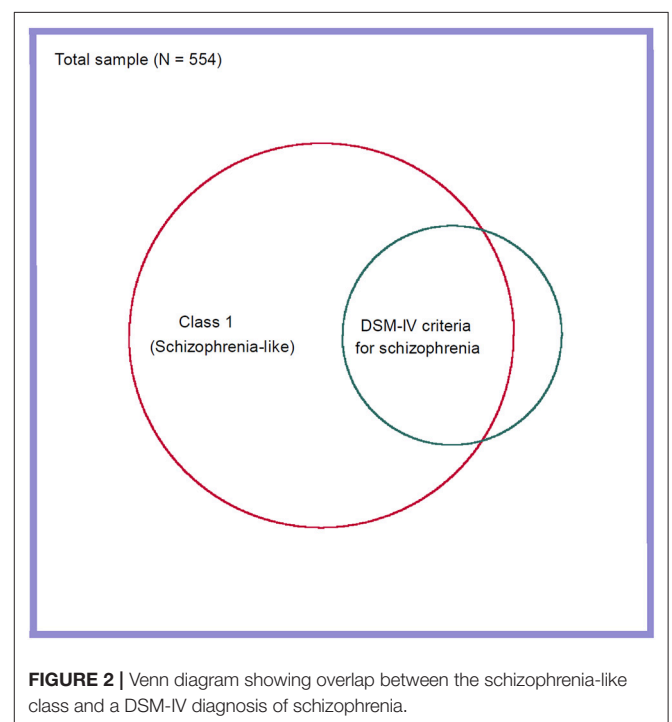 Total sample (N = 554)
Class 1
(Schizophrenia-like)
DSM-IV criteria
for schizophrenia
FIGURE 2 | Venn diagram showing overlap between the schizophrenia-like
class and a DSM-IV diagnosis of schizophrenia.